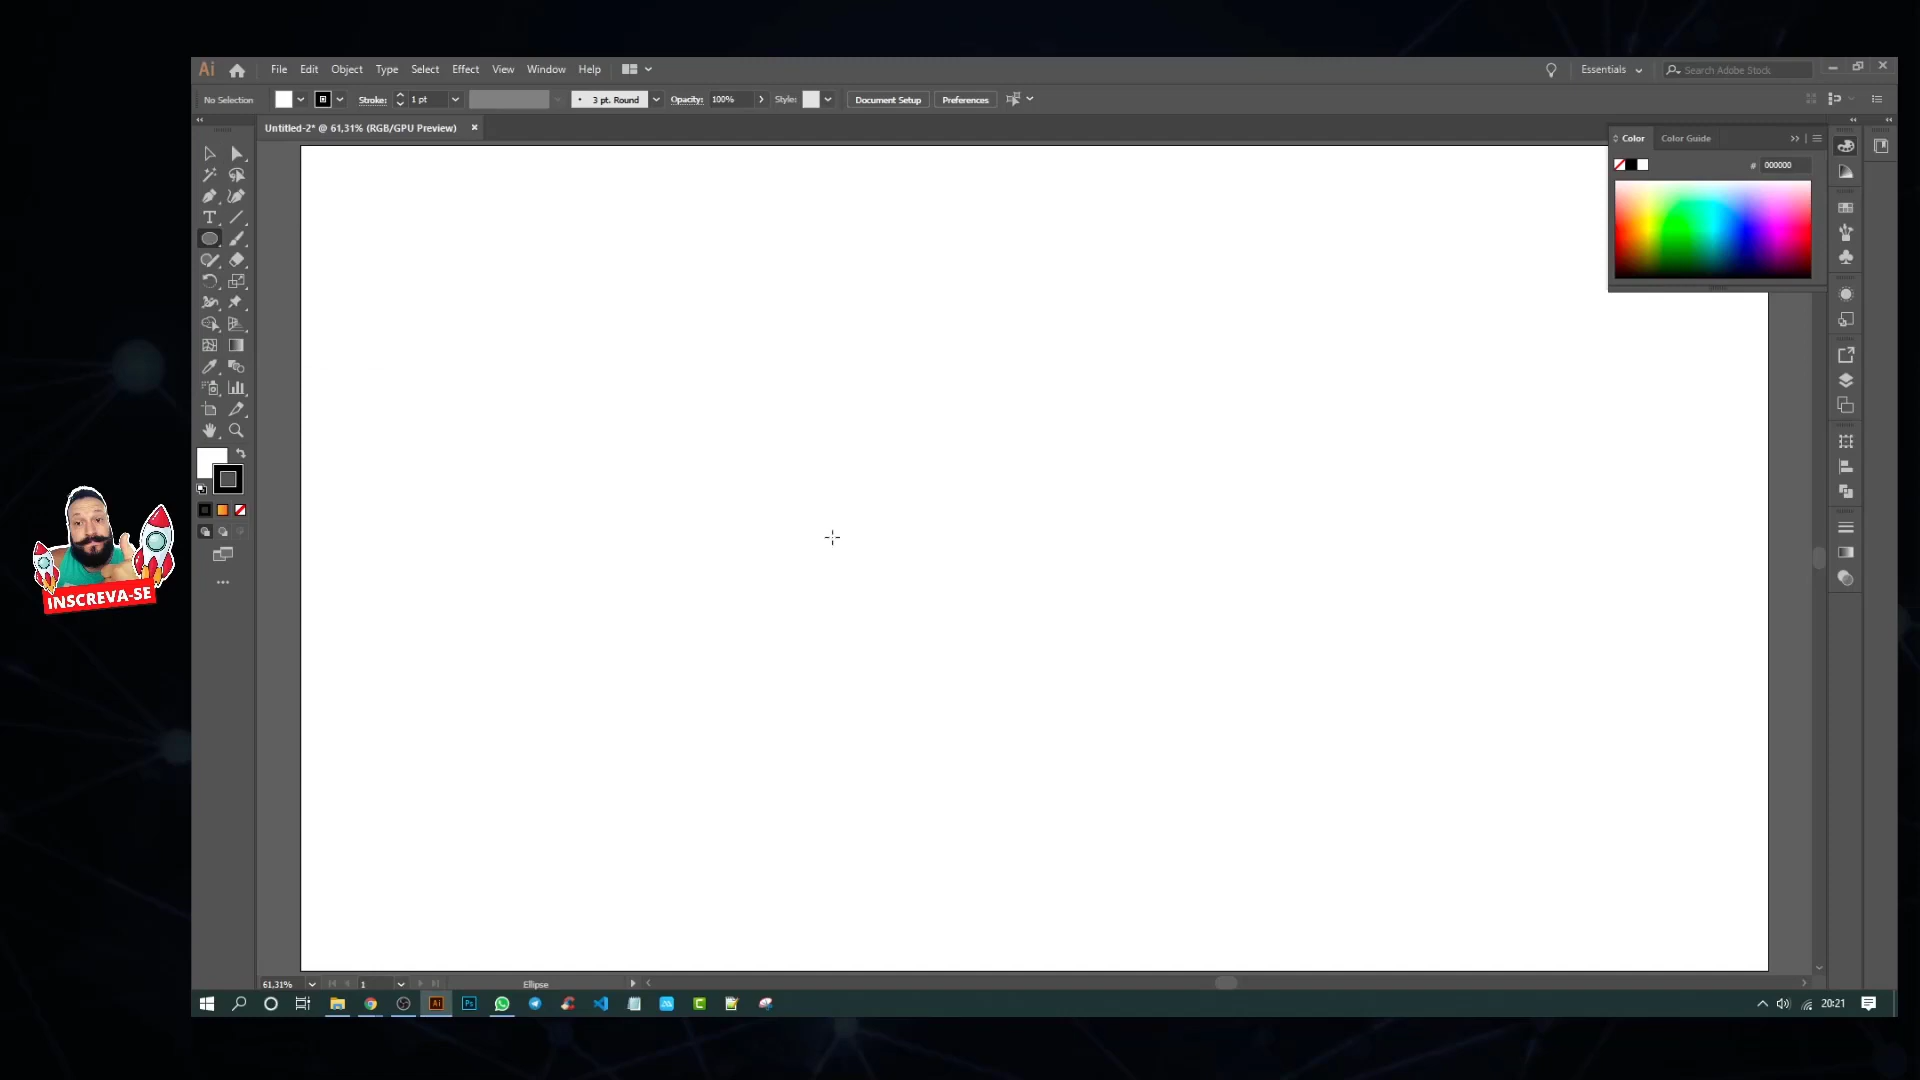 Ai File Edit Object Type Select Effect View Window Help Essentials Search Adobe Stock
No Selection Stroke: 1 pt 3 pt. Round Opacity: 100% Style: Document Setup Preferences
Untitled-2* @ 61,31% (RGB/GPU Preview)
Color Color Guide
# 000000
INSCREVA-SE
61,31% 1 Ellipse
Ai Ps 20:21